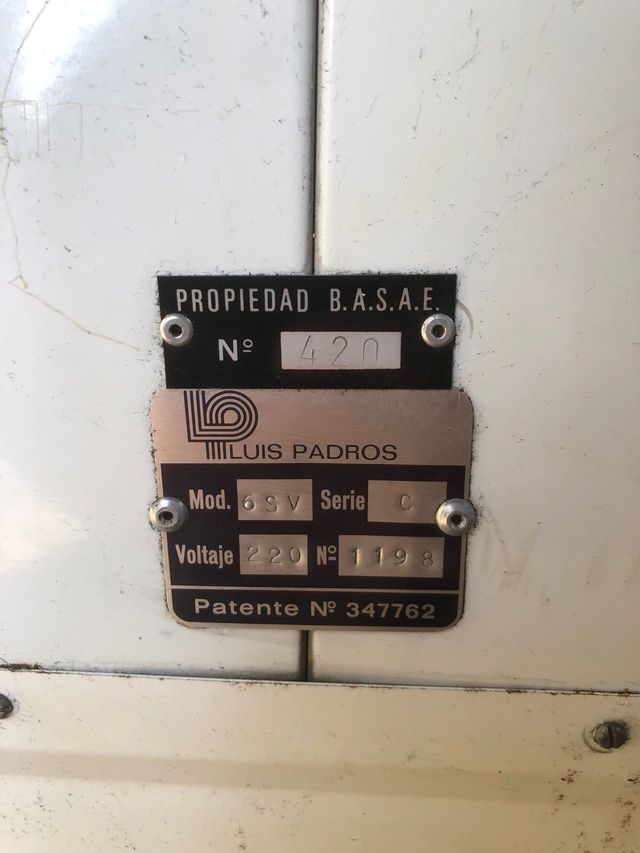 PROPIEDAD B.A.S.A.E.
Nº 420
LUIS PADROS
Mod. 6SV Serie C
Voltaje 220 Nº 1198
Patente Nº 347762